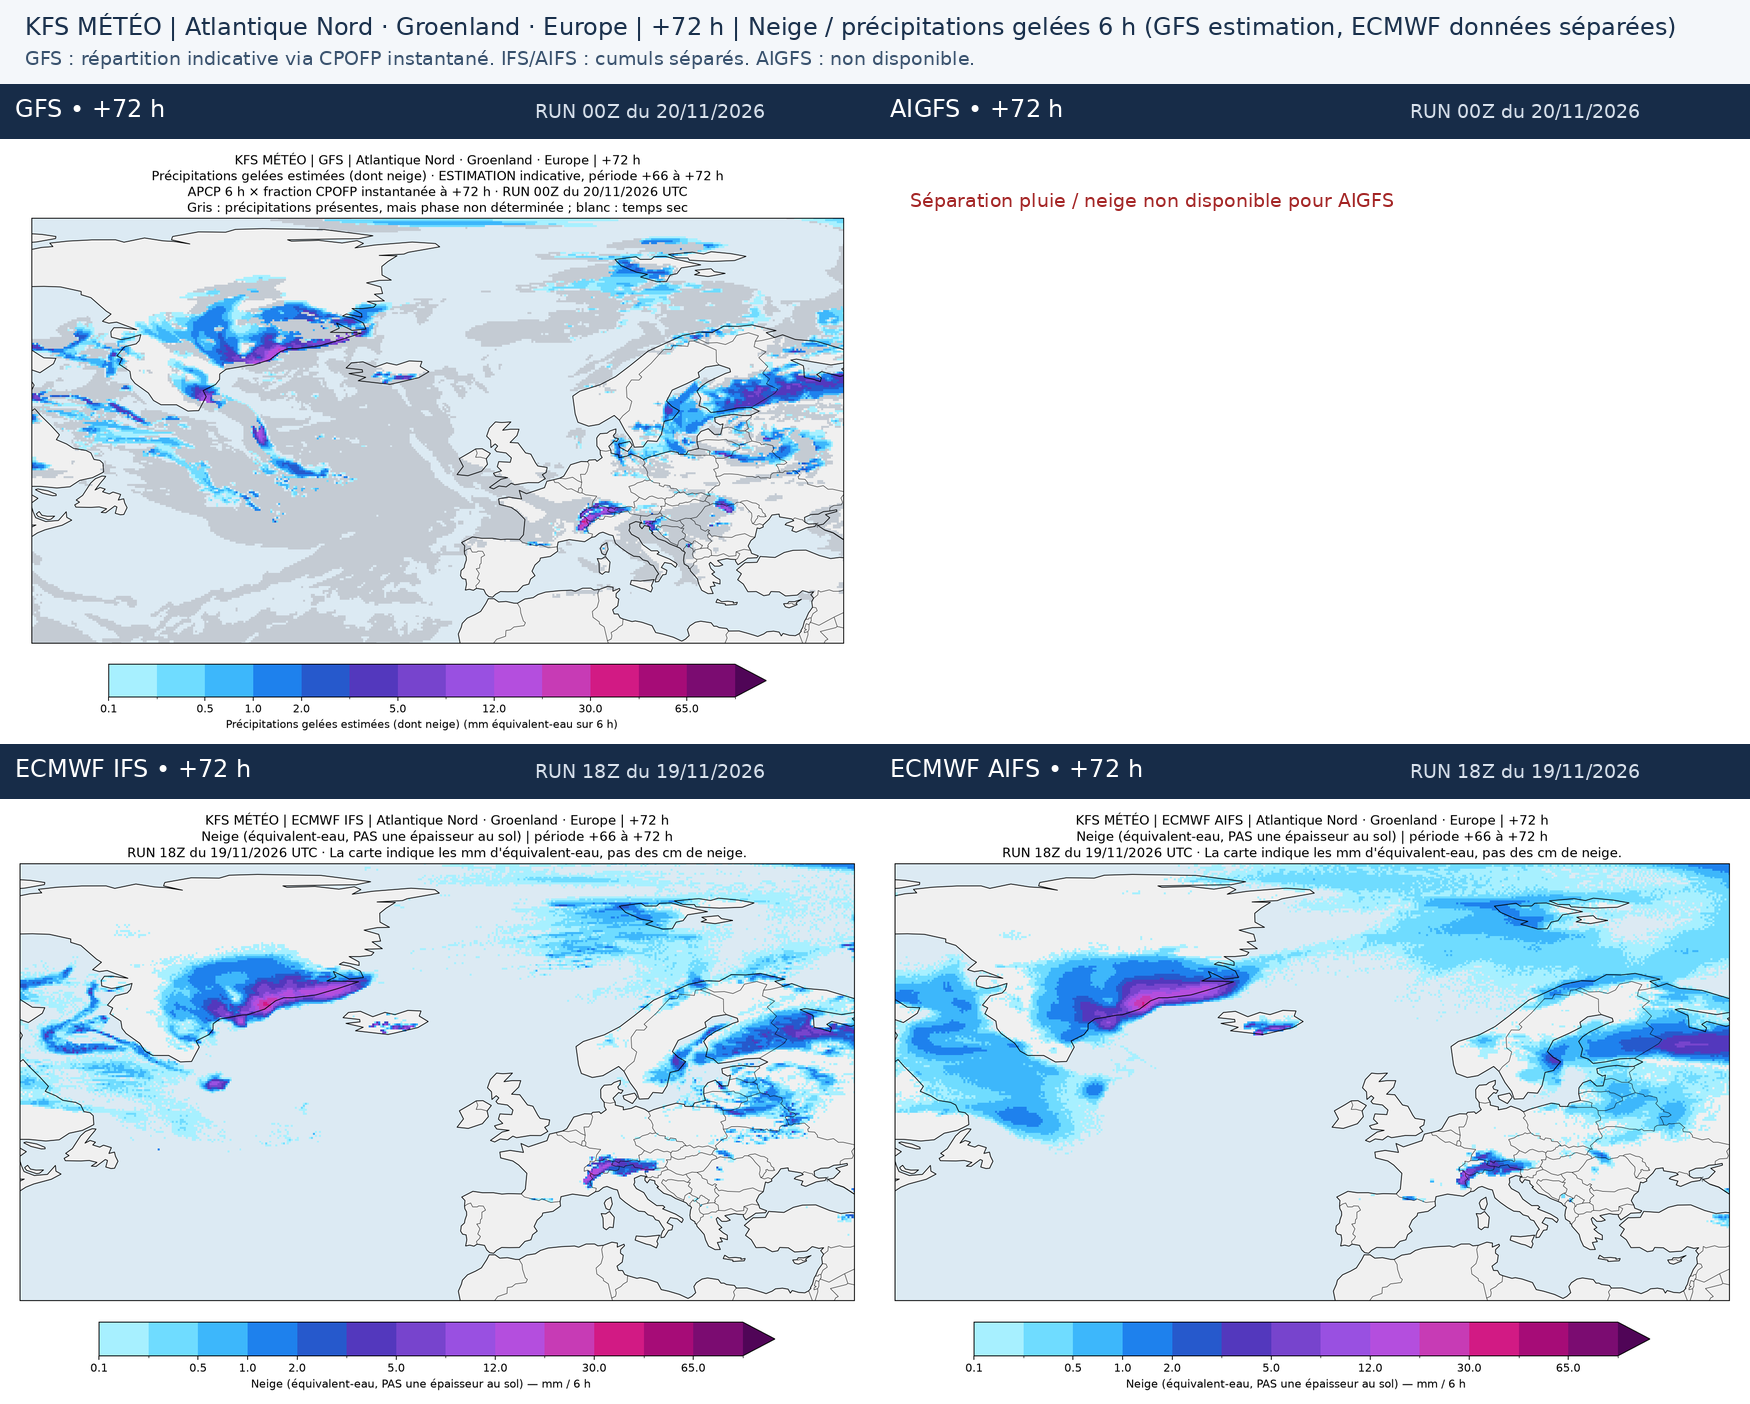 KFS MÉTÉO | Atlantique Nord · Groenland · Europe | +72 h | Neige / précipitations gelées 6 h (GFS estimation, ECMWF données séparées)
GFS : répartition indicative via CPOFP instantané. IFS/AIFS : cumuls séparés. AIGFS : non disponible.
GFS • +72 h
RUN 00Z du 20/11/2026
AIGFS • +72 h
RUN 00Z du 20/11/2026
KFS MÉTÉO | GFS | Atlantique Nord · Groenland · Europe | +72 h
Précipitations gelées estimées (dont neige) · ESTIMATION indicative, période +66 à +72 h
APCP 6 h × fraction CPOFP instantanée à +72 h · RUN 00Z du 20/11/2026 UTC
Gris : précipitations présentes, mais phase non déterminée ; blanc : temps sec
Séparation pluie / neige non disponible pour AIGFS
0.1 0.5 1.0 2.0 5.0 12.0 30.0 65.0
Précipitations gelées estimées (dont neige) (mm équivalent-eau sur 6 h)
ECMWF IFS • +72 h
RUN 18Z du 19/11/2026
ECMWF AIFS • +72 h
RUN 18Z du 19/11/2026
KFS MÉTÉO | ECMWF IFS | Atlantique Nord · Groenland · Europe | +72 h
Neige (équivalent-eau, PAS une épaisseur au sol) | période +66 à +72 h
RUN 18Z du 19/11/2026 UTC · La carte indique les mm d'équivalent-eau, pas des cm de neige.
KFS MÉTÉO | ECMWF AIFS | Atlantique Nord · Groenland · Europe | +72 h
Neige (équivalent-eau, PAS une épaisseur au sol) | période +66 à +72 h
RUN 18Z du 19/11/2026 UTC · La carte indique les mm d'équivalent-eau, pas des cm de neige.
0.1 0.5 1.0 2.0 5.0 12.0 30.0 65.0
Neige (équivalent-eau, PAS une épaisseur au sol) — mm / 6 h
0.1 0.5 1.0 2.0 5.0 12.0 30.0 65.0
Neige (équivalent-eau, PAS une épaisseur au sol) — mm / 6 h